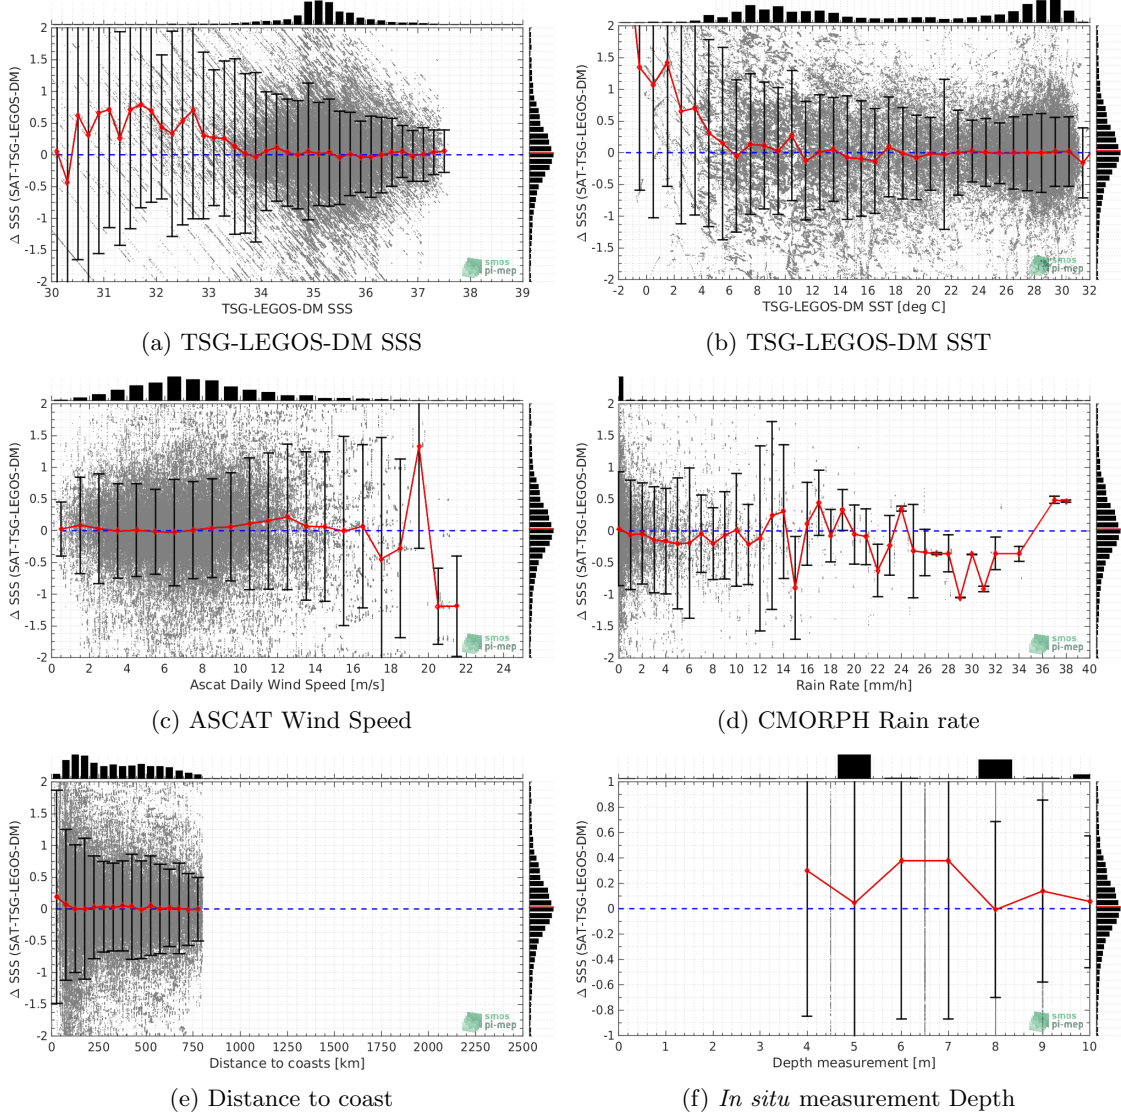 2
1.5
1
0.5
0
-0.5
-1
-1.5
-2
Δ SSS (SAT-TSG-LEGOS-DM)
30 31 32 33 34 35 36 37 38 39
TSG-LEGOS-DM SSS
smos
pi-mep
(a) TSG-LEGOS-DM SSS
2
1.5
1
0.5
0
-0.5
-1
-1.5
-2
Δ SSS (SAT-TSG-LEGOS-DM)
-2 0 2 4 6 8 10 12 14 16 18 20 22 24 26 28 30 32
TSG-LEGOS-DM SST [deg C]
smos
pi-mep
(b) TSG-LEGOS-DM SST
2
1.5
1
0.5
0
-0.5
-1
-1.5
-2
Δ SSS (SAT-TSG-LEGOS-DM)
0 2 4 6 8 10 12 14 16 18 20 22 24
Ascat Daily Wind Speed [m/s]
smos
pi-mep
(c) ASCAT Wind Speed
2
1.5
1
0.5
0
-0.5
-1
-1.5
-2
Δ SSS (SAT-TSG-LEGOS-DM)
0 2 4 6 8 10 12 14 16 18 20 22 24 26 28 30 32 34 36 38 40
Rain Rate [mm/h]
smos
pi-mep
(d) CMORPH Rain rate
2
1.5
1
0.5
0
-0.5
-1
-1.5
-2
Δ SSS (SAT-TSG-LEGOS-DM)
0 250 500 750 1000 1250 1500 1750 2000 2250 2500
Distance to coasts [km]
smos
pi-mep
(e) Distance to coast
1
0.8
0.6
0.4
0.2
0
-0.2
-0.4
-0.6
-0.8
-1
Δ SSS (SAT-TSG-LEGOS-DM)
0 1 2 3 4 5 6 7 8 9 10
Depth measurement [m]
smos
pi-mep
(f) In situ measurement Depth